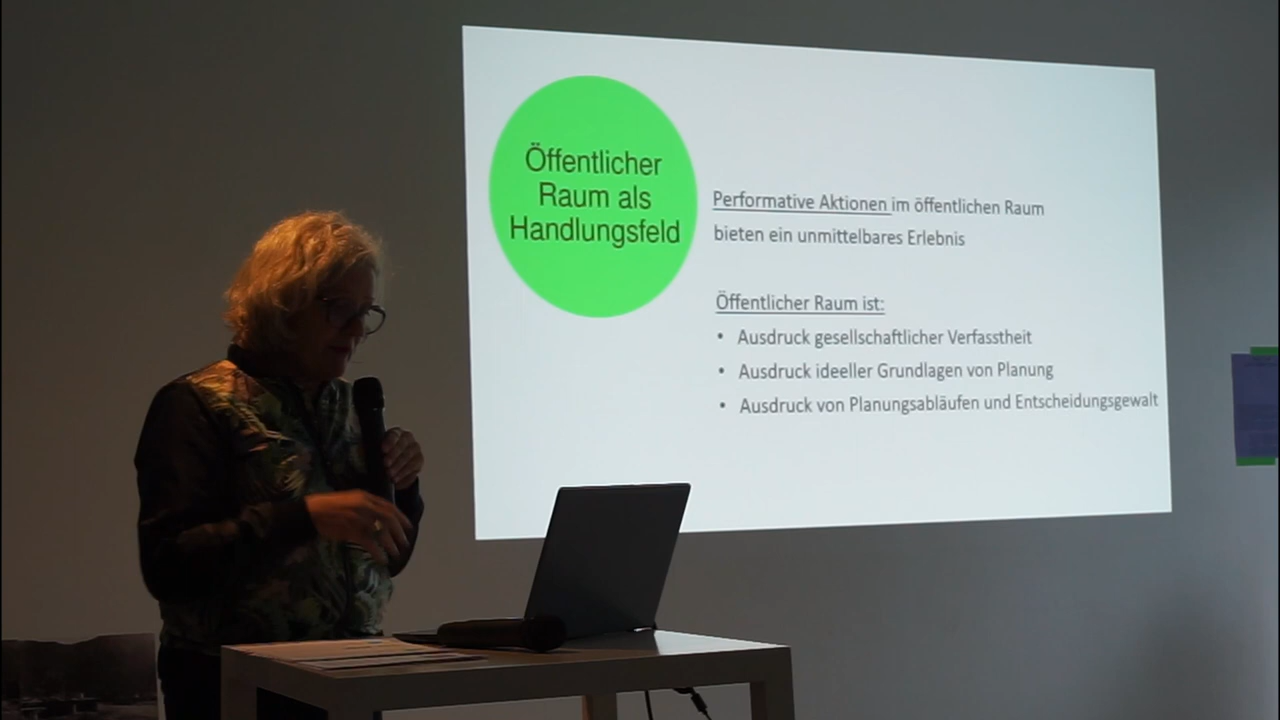 Öffentlicher
Raum als
Handlungsfeld
Performative Aktionen im öffentlichen Raum
bieten ein unmittelbares Erlebnis
Öffentlicher Raum ist:
• Ausdruck gesellschaftlicher Verfasstheit
• Ausdruck ideeller Grundlagen von Planung
• Ausdruck von Planungsabläufen und Entscheidungsgewalt